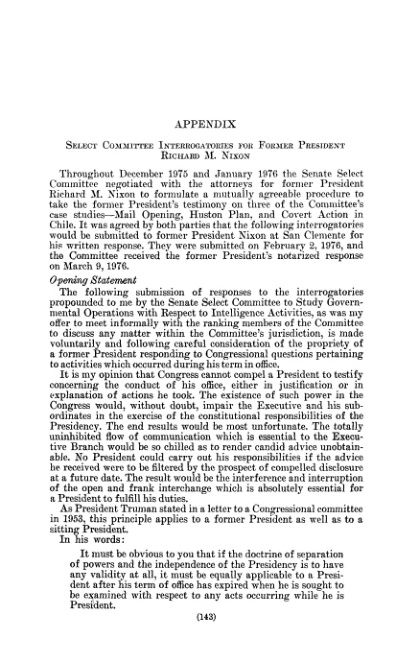 APPENDIX
SELECT COMMITTEE INTERROGATORIES FOR FORMER PRESIDENT
RICHARD M. NIXON
Throughout December 1975 and January 1976 the Senate Select
Committee negotiated with the attorneys for former President
Richard M. Nixon to formulate a mutually agreeable procedure to
take the former President's testimony on three of the Committee's
case studies—Mail Opening, Huston Plan, and Covert Action in
Chile. It was agreed by both parties that the following interrogatories
would be submitted to former President Nixon at San Clemente for
his written response. They were submitted on February 2, 1976, and
the Committee received the former President's notarized response
on March 9, 1976.
Opening Statement
The following submission of responses to the interrogatories
propounded to me by the Senate Select Committee to Study Govern-
mental Operations with Respect to Intelligence Activities, as was my
offer to meet informally with the ranking members of the Committee
to discuss any matter within the Committee's jurisdiction, is made
voluntarily and following careful consideration of the propriety of
a former President responding to Congressional questions pertaining
to activities which occurred during his term in office.
It is my opinion that Congress cannot compel a President to testify
concerning the conduct of his office, either in justification or in
explanation of actions he took. The existence of such power in the
Congress would, without doubt, impair the Executive and his sub-
ordinates in the exercise of the constitutional responsibilities of the
Presidency. The end results would be most unfortunate. The totally
uninhibited flow of communication which is essential to the Execu-
tive Branch would be so chilled as to render candid advice unobtain-
able. No President could carry out his responsibilities if the advice
he received were to be filtered by the prospect of compelled disclosure
at a future date. The result would be the interference and interruption
of the open and frank interchange which is absolutely essential for
a President to fulfill his duties.
As President Truman stated in a letter to a Congressional committee
in 1953, this principle applies to a former President as well as to a
sitting President.
In his words:
It must be obvious to you that if the doctrine of separation
of powers and the independence of the Presidency is to have
any validity at all, it must be equally applicable to a Presi-
dent after his term of office has expired when he is sought to
be examined with respect to any acts occurring while he is
President.
(143)